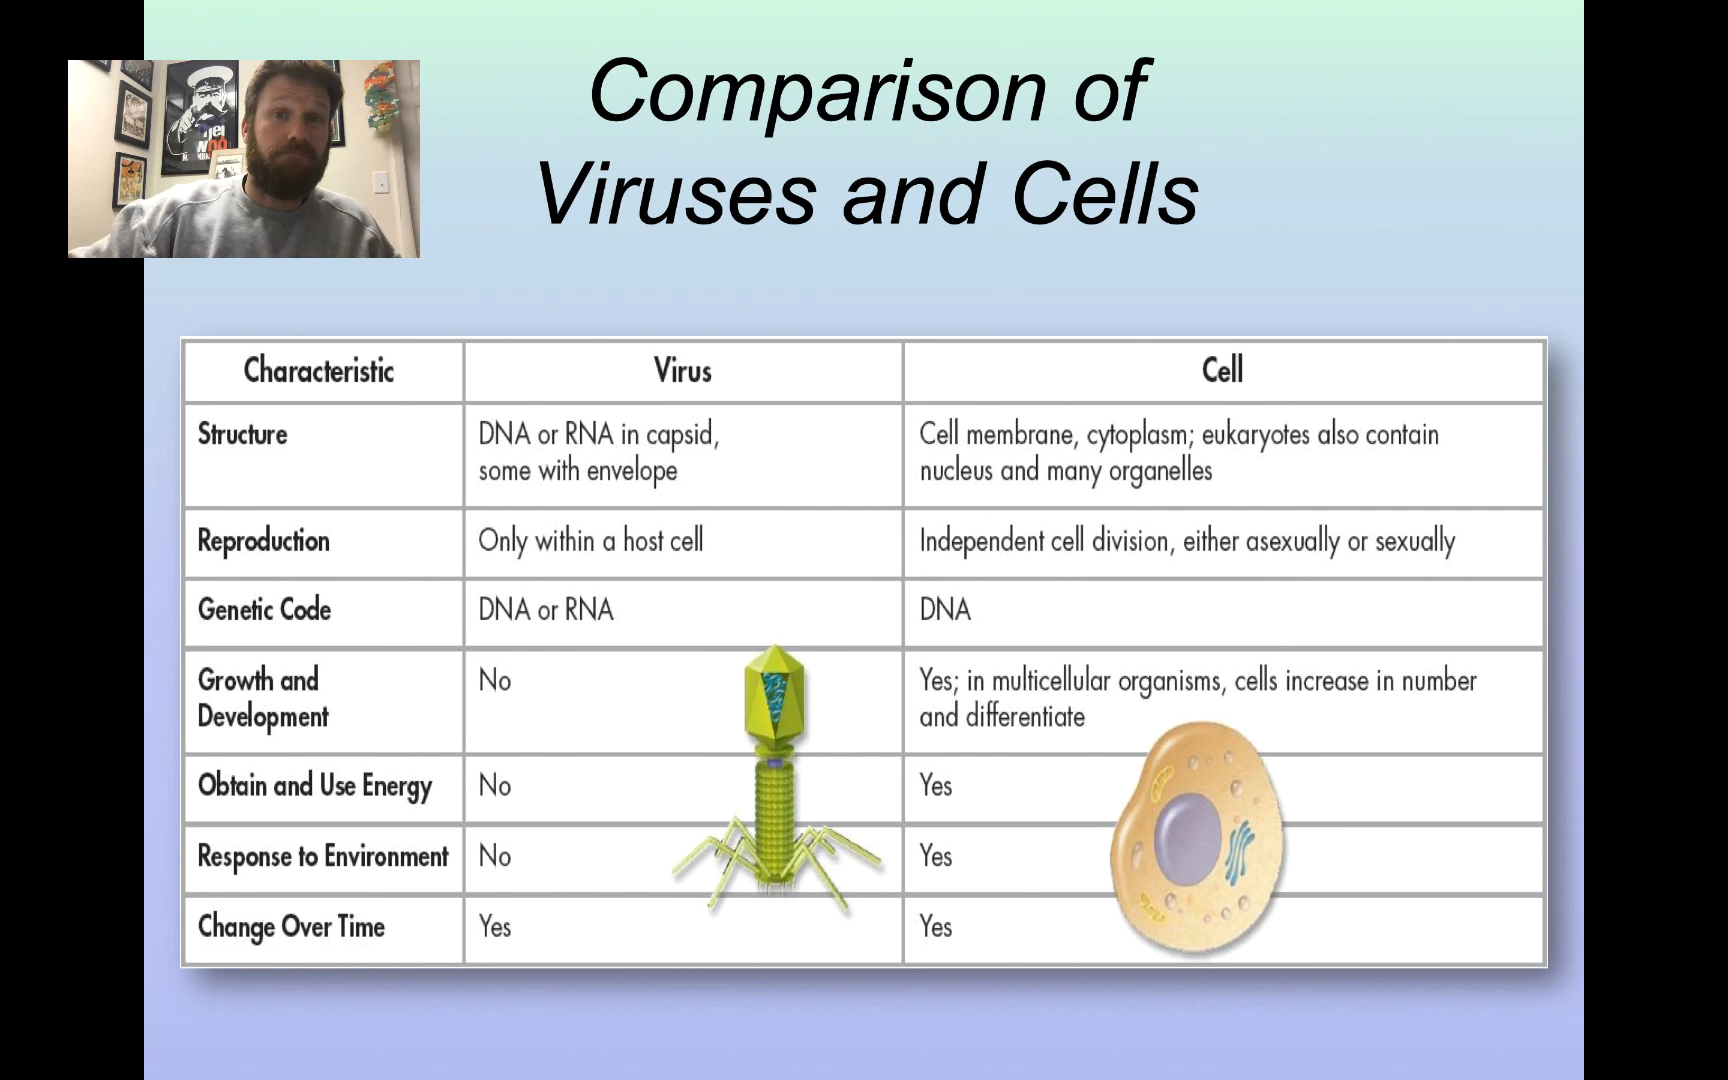 Comparison of
Viruses and Cells
Characteristic
Virus
Cell
Structure
DNA or RNA in capsid,
some with envelope
Cell membrane, cytoplasm; eukaryotes also contain
nucleus and many organelles
Reproduction
Only within a host cell
Independent cell division, either asexually or sexually
Genetic Code
DNA or RNA
DNA
Growth and
Development
No
Yes; in multicellular organisms, cells increase in number
and differentiate
Obtain and Use Energy
No
Yes
Response to Environment
No
Yes
Change Over Time
Yes
Yes